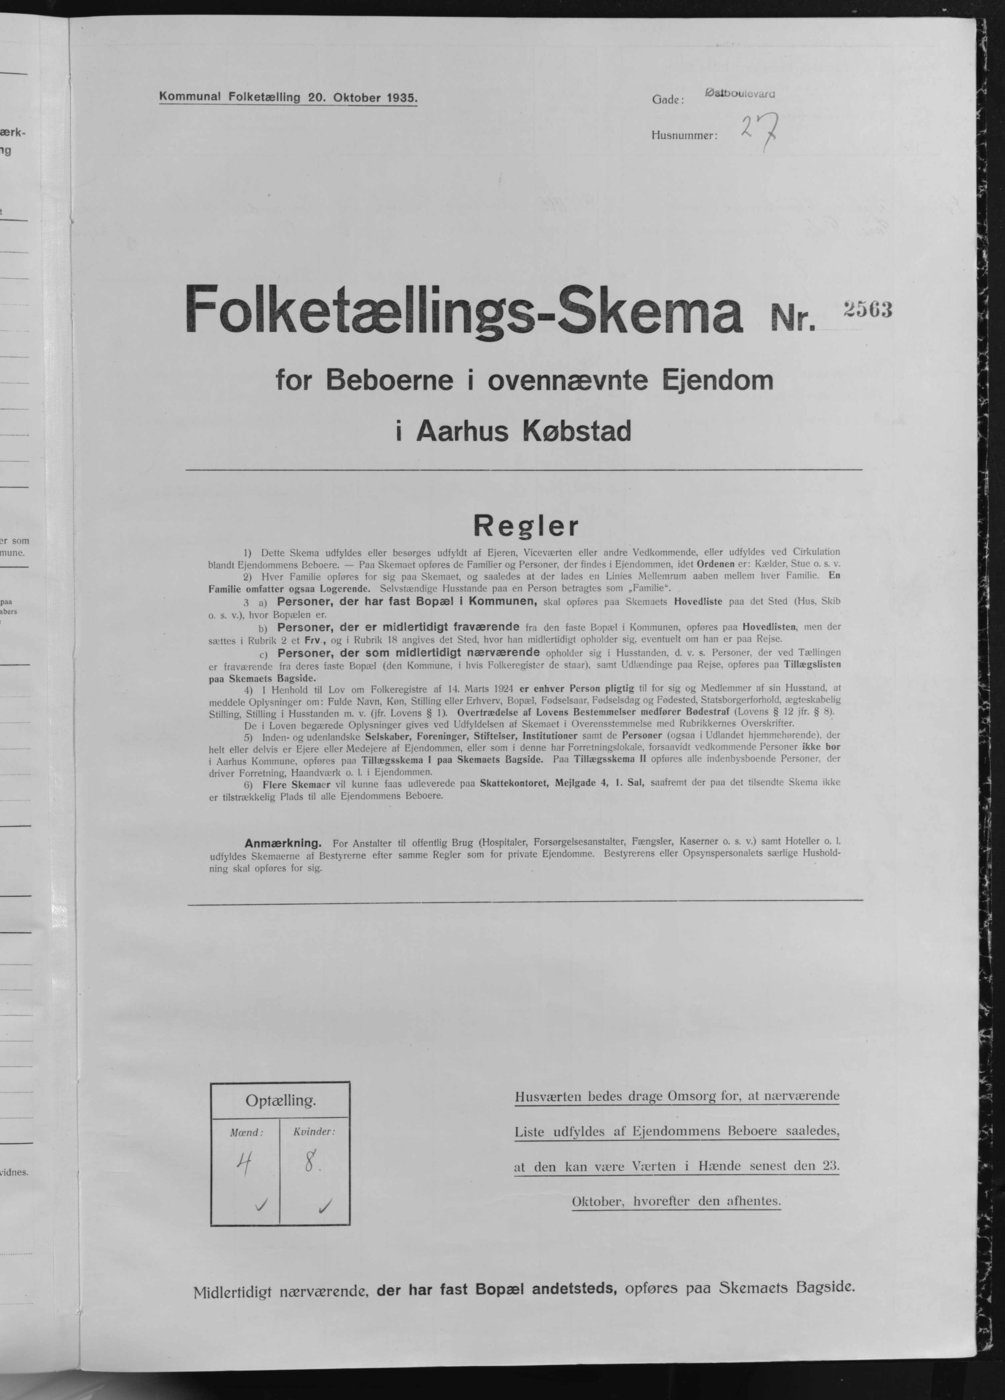 Kommunal Folketælling 20. Oktober 1935.
Gade: Østboulevard
Husnummer: 27
Folketællings-Skema Nr. 2563
for Beboerne i ovennævnte Ejendom
i Aarhus Købstad
Regler
1) Dette Skema udfyldes eller besørges udfyldt af Ejeren, Viceværten eller andre Vedkommende, eller udfyldes ved Cirkulation
blandt Ejendommens Beboere. — Paa Skemaet opføres de Familier og Personer, der findes i Ejendommen, idet Ordenen er: Kælder, Stue o. s. v.
2) Hver Familie opføres for sig paa Skemaet, og saaledes at der lades en Linies Mellemrum aaben mellem hver Familie. En
Familie omfatter ogsaa Logerende. Selvstændige Husstande paa en Person betragtes som „Familie“.
3 a) Personer, der har fast Bopæl i Kommunen, skal opføres paa Skemaets Hovedliste paa det Sted (Hus, Skib
o. s. v.), hvor Bopælen er.
b) Personer, der er midlertidigt fraværende fra den faste Bopæl i Kommunen, opføres paa Hovedlisten, men der
sættes i Rubrik 2 et Frv., og i Rubrik 18 angives det Sted, hvor han midlertidigt opholder sig, eventuelt om han er paa Rejse.
c) Personer, der som midlertidigt nærværende opholder sig i Husstanden, d. v. s. Personer, der ved Tællingen
er fraværende fra deres faste Bopæl (den Kommune, i hvis Folkeregister de staar), samt Udlændinge paa Rejse, opføres paa Tillægslisten
paa Skemaets Bagside.
4) I Henhold til Lov om Folkeregistre af 14. Marts 1924 er enhver Person pligtig til for sig og Medlemmer af sin Husstand, at
meddele Oplysninger om: Fulde Navn, Køn, Stilling eller Erhverv, Bopæl, Fødselsaar, Fødselsdag og Fødested, Statsborgerforhold, ægteskabelig
Stilling, Stilling i Husstanden m. v. (jfr. Lovens § 1). Overtrædelse af Lovens Bestemmelser medfører Bødestraf (Lovens § 12 jfr. § 8).
De i Loven begærede Oplysninger gives ved Udfyldelsen af Skemaet i Overensstemmelse med Rubrikkernes Overskrifter.
5) Inden- og udenlandske Selskaber, Foreninger, Stiftelser, Institutioner samt de Personer (ogsaa i Udlandet hjemmehørende), der
helt eller delvis er Ejere eller Medejere af Ejendommen, eller som i denne har Forretningslokale, forsaavidt vedkommende Personer ikke bor
i Aarhus Kommune, opføres paa Tillægsskema I paa Skemaets Bagside. Paa Tillægsskema II opføres alle indenbysboende Personer, der
driver Forretning, Haandværk o. l. i Ejendommen.
6) Flere Skemaer vil kunne faas udleverede paa Skattekontoret, Mejlgade 4, 1. Sal, saafremt der paa det tilsendte Skema ikke
er tilstrækkelig Plads til alle Ejendommens Beboere.
Anmærkning. For Anstalter til offentlig Brug (Hospitaler, Forsørgelsesanstalter, Fængsler, Kaserner o. s. v.) samt Hoteller o. l.
udfyldes Skemaerne af Bestyrerne efter samme Regler som for private Ejendomme. Bestyrerens eller Opsynspersonalets særlige Hushold-
ning skal opføres for sig.
Optælling.
Mænd: Kvinder:
4 8.
✓ ✓
Husværten bedes drage Omsorg for, at nærværende
Liste udfyldes af Ejendommens Beboere saaledes,
at den kan være Værten i Hænde senest den 23.
Oktober, hvorefter den afhentes.
Midlertidigt nærværende, der har fast Bopæl andetsteds, opføres paa Skemaets Bagside.